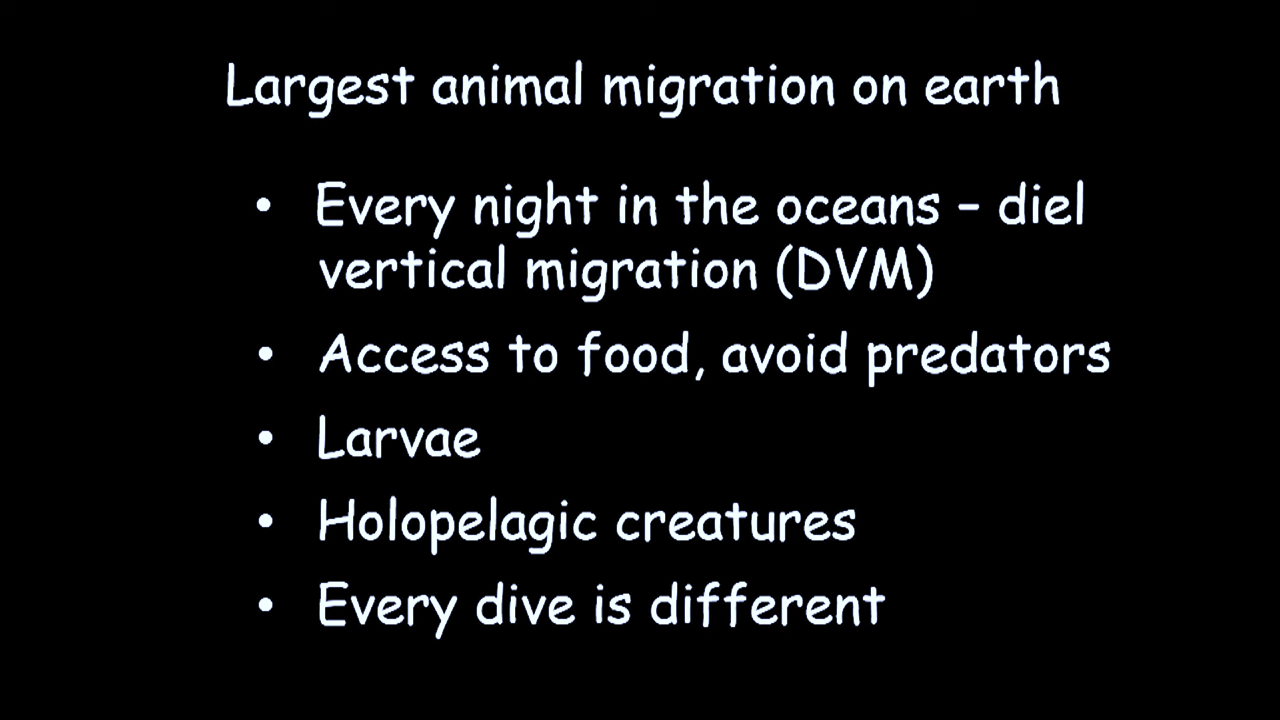 Largest animal migration on earth
• Every night in the oceans – diel
vertical migration (DVM)
• Access to food, avoid predators
• Larvae
• Holopelagic creatures
• Every dive is different